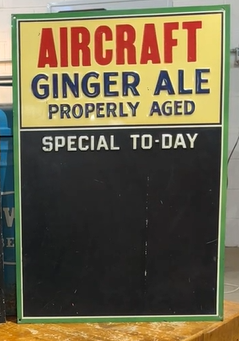 AIRCRAFT
GINGER ALE
PROPERLY AGED
SPECIAL TO-DAY